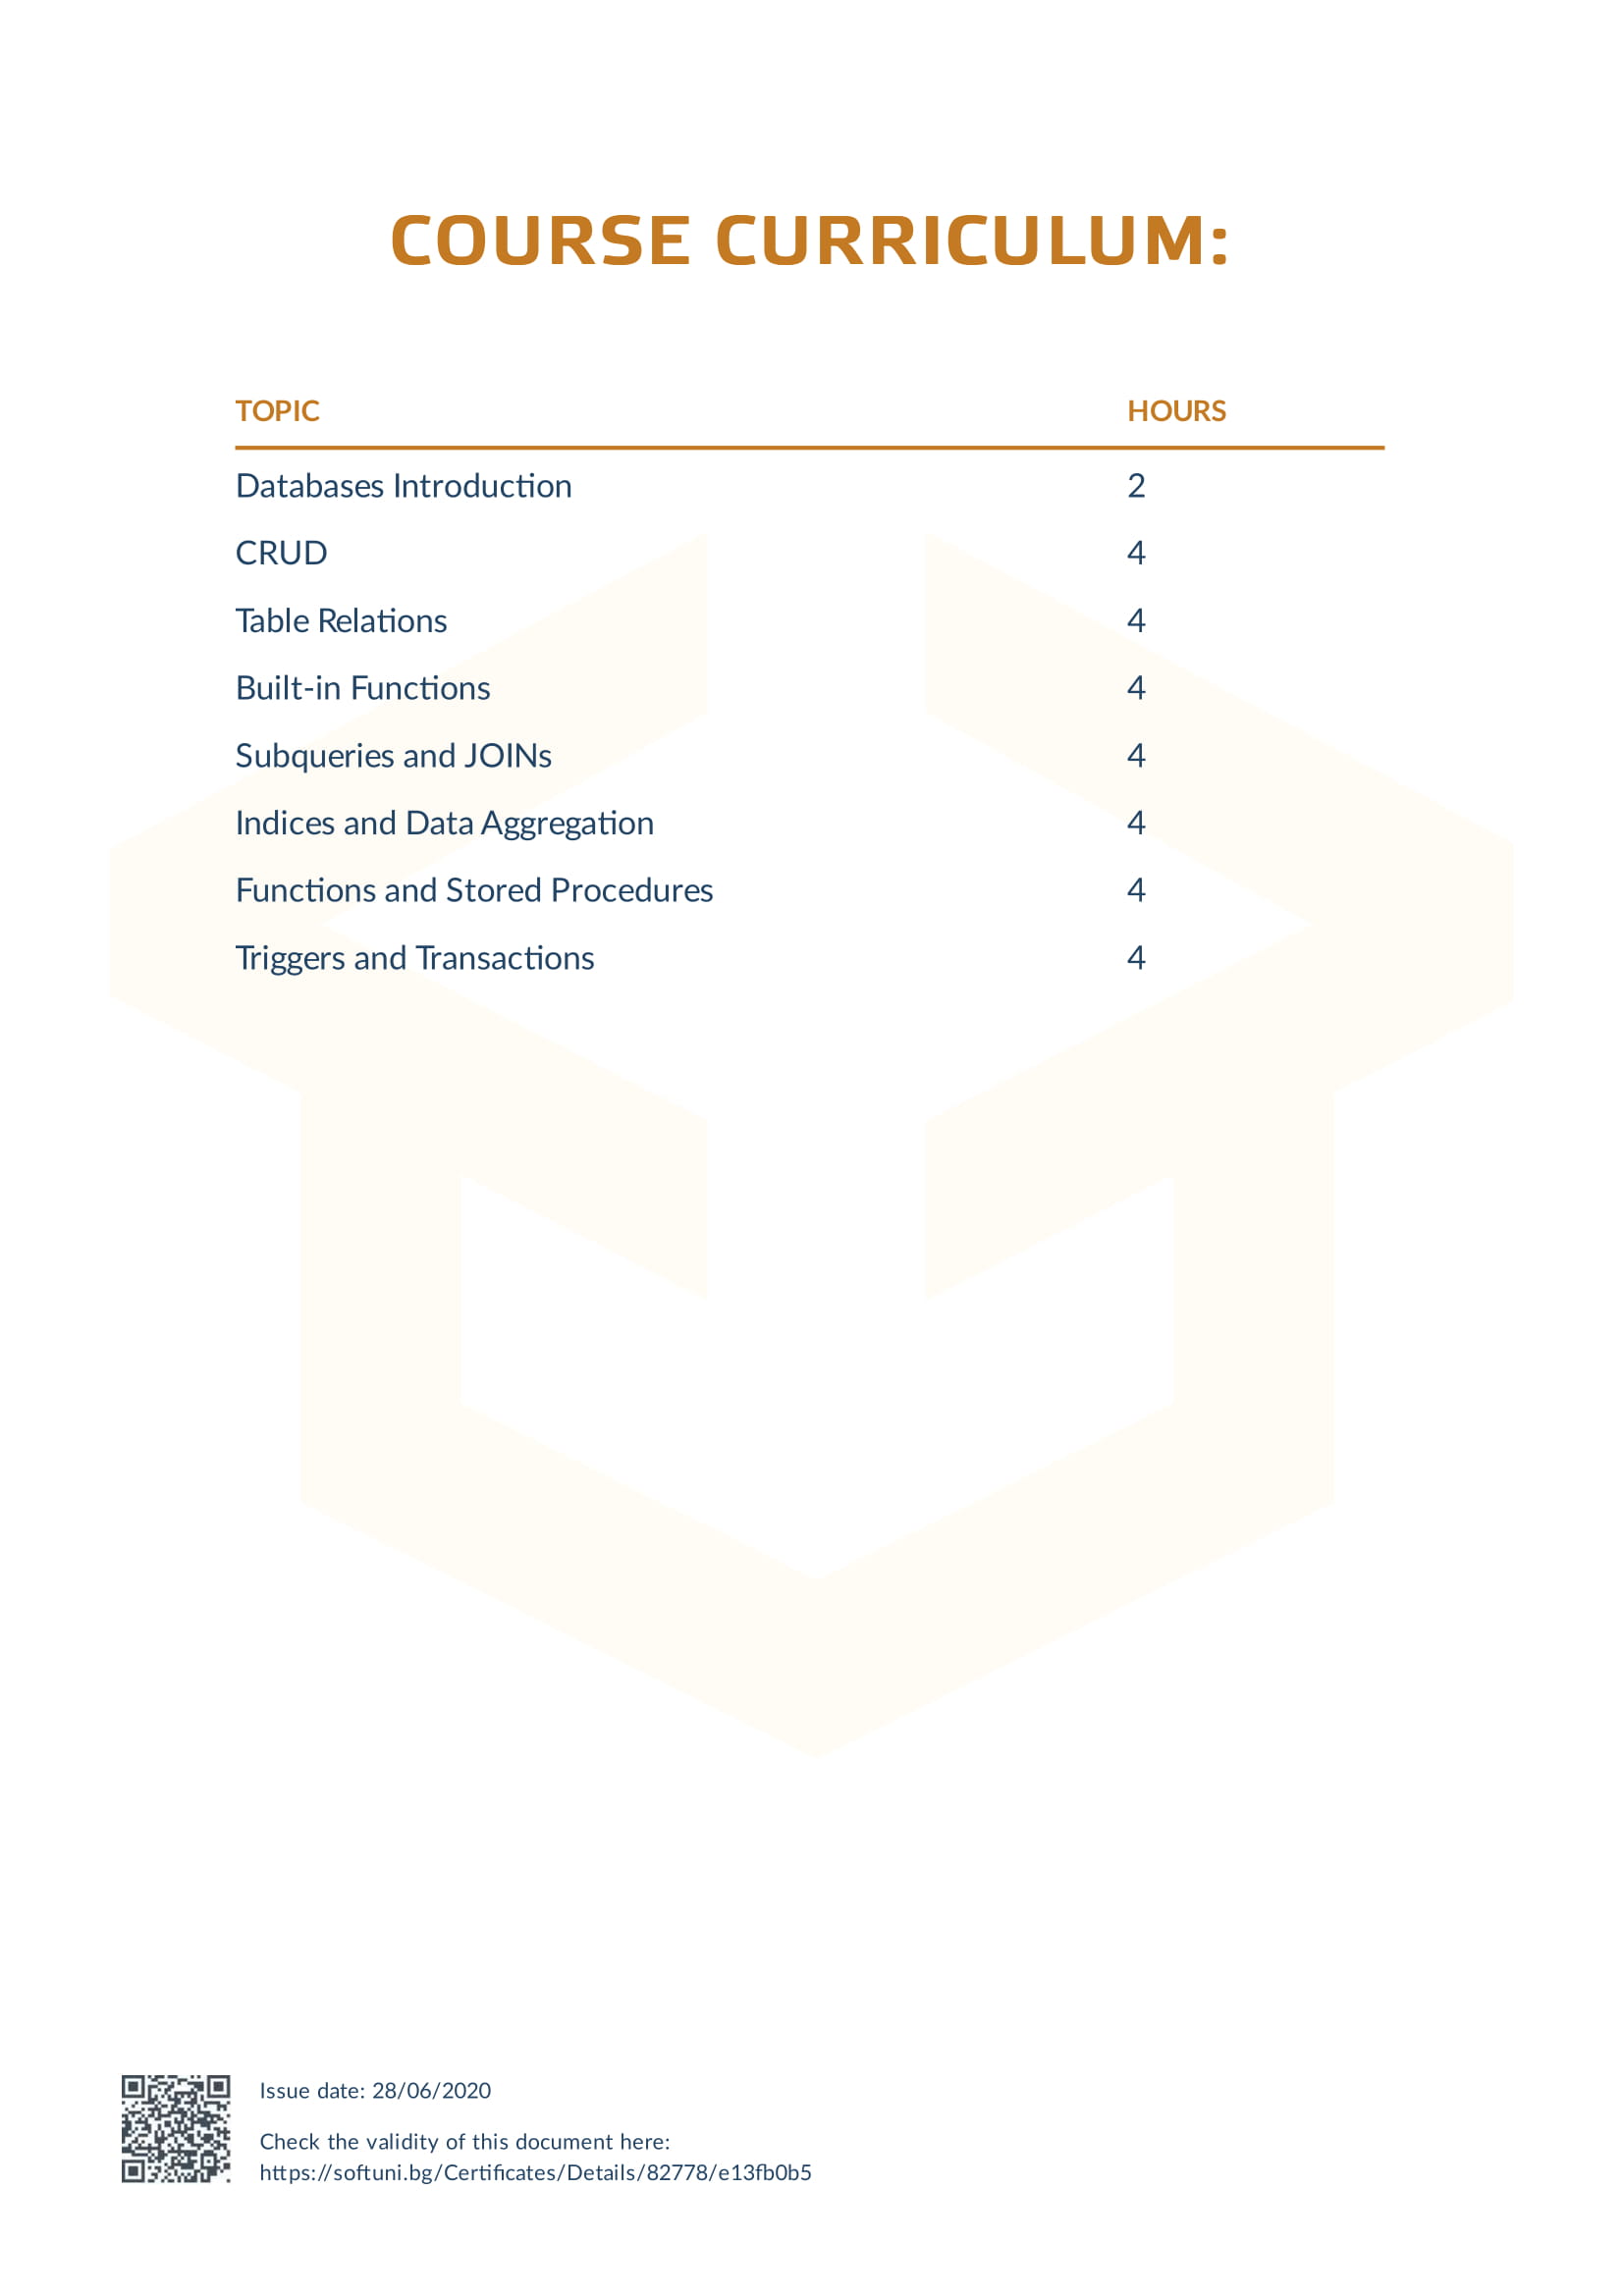 COURSE CURRICULUM:
TOPIC HOURS
Databases Introduction 2
CRUD 4
Table Relations 4
Built-in Functions 4
Subqueries and JOINs 4
Indices and Data Aggregation 4
Functions and Stored Procedures 4
Triggers and Transactions 4
Issue date: 28/06/2020
Check the validity of this document here:
https://softuni.bg/Certificates/Details/82778/e13fb0b5